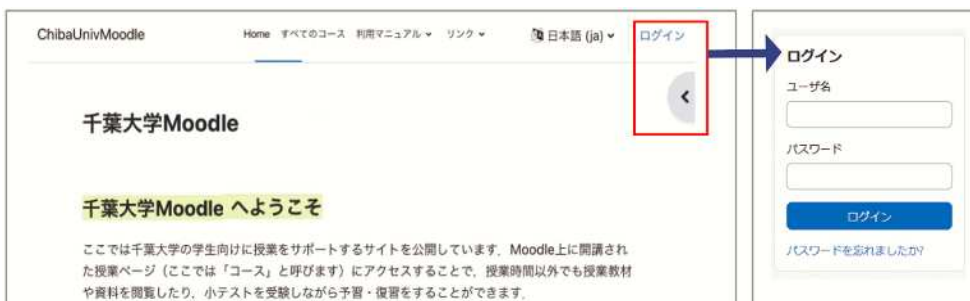 ChibaUnivMoodle
Home すべてのコース 利用マニュアル リンク 日本語 (ja) ログイン
千葉大学Moodle
千葉大学Moodle へようこそ
ここでは千葉大学の学生向けに授業をサポートするサイトを公開しています．Moodle上に開講され
た授業ページ（ここでは「コース」と呼びます）にアクセスすることで，授業時間以外でも授業教材
や資料を閲覧したり，小テストを受験しながら予習・復習をすることができます．
ログイン
ユーザ名
パスワード
ログイン
パスワードを忘れましたか?